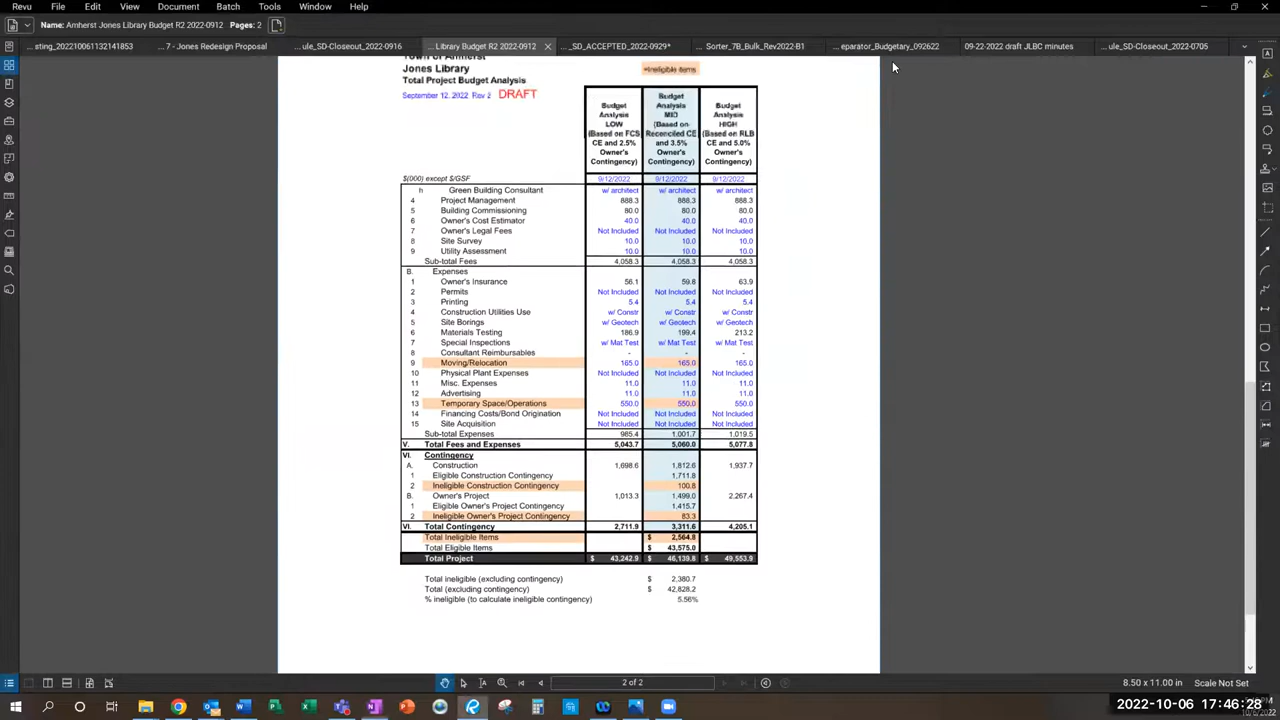 Revu File Edit View Document Batch Tools Window Help
Name: Amherst Jones Library Budget R2 2022-0912 Pages: 2
sting_202210061132141853 7 - Jones Redesign Proposal ...ule_SD-Closeout_2022-0916 Library Budget R2 2022-0912 × ..._SD_ACCEPTED_2022-0929* Sorter_7B_Bulk_Rev2022-B1 ...eparator_Budgetary_092622 09-22-2022 draft JLBC minutes ...ule_SD-Closeout_2022-0705
Town of Amherst
Jones Library =Ineligible items
Total Project Budget Analysis
September 12, 2022 Rev 2 DRAFT
Budget Analysis LOW (Based on FCS CE and 2.5% Owner's Contingency) Budget Analysis MID (Based on Reconciled CE and 3.5% Owner's Contingency) Budget Analysis HIGH (Based on RLB CE and 5.0% Owner's Contingency)
$(000) except $/GSF 9/12/2022 9/12/2022 9/12/2022
h Green Building Consultant w/ architect w/ architect w/ architect
4 Project Management 888.3 888.3 888.3
5 Building Commissioning 80.0 80.0 80.0
6 Owner's Cost Estimator 40.0 40.0 40.0
7 Owner's Legal Fees Not Included Not Included Not Included
8 Site Survey 10.0 10.0 10.0
9 Utility Assessment 10.0 10.0 10.0
Sub-total Fees 4,058.3 4,058.3 4,058.3
B. Expenses
1 Owner's Insurance 56.1 59.8 63.9
2 Permits Not Included Not Included Not Included
3 Printing 5.4 5.4 5.4
4 Construction Utilities Use w/ Constr w/ Constr w/ Constr
5 Site Borings w/ Geotech w/ Geotech w/ Geotech
6 Materials Testing 186.9 199.4 213.2
7 Special Inspections w/ Mat Test w/ Mat Test w/ Mat Test
8 Consultant Reimbursables - - -
9 Moving/Relocation 165.0 165.0 165.0
10 Physical Plant Expenses Not Included Not Included Not Included
11 Misc. Expenses 11.0 11.0 11.0
12 Advertising 11.0 11.0 11.0
13 Temporary Space/Operations 550.0 550.0 550.0
14 Financing Costs/Bond Origination Not Included Not Included Not Included
15 Site Acquisition Not Included Not Included Not Included
Sub-total Expenses 985.4 1,001.7 1,019.5
V. Total Fees and Expenses 5,043.7 5,060.0 5,077.8
VI. Contingency
A. Construction 1,698.6 1,812.6 1,937.7
1 Eligible Construction Contingency 1,711.8
2 Ineligible Construction Contingency 100.8
B. Owner's Project 1,013.3 1,499.0 2,267.4
1 Eligible Owner's Project Contingency 1,415.7
2 Ineligible Owner's Project Contingency 83.3
VI. Total Contingency 2,711.9 3,311.6 4,205.1
Total Ineligible Items $ 2,564.8
Total Eligible Items $ 43,575.0
Total Project $ 43,242.9 $ 46,139.8 $ 49,553.9
Total ineligible (excluding contingency) $ 2,380.7
Total (excluding contingency) $ 42,828.2
% ineligible (to calculate ineligible contingency) 5.56%
2 of 2 8.50 x 11.00 in Scale Not Set
2022-10-06 17:46:28